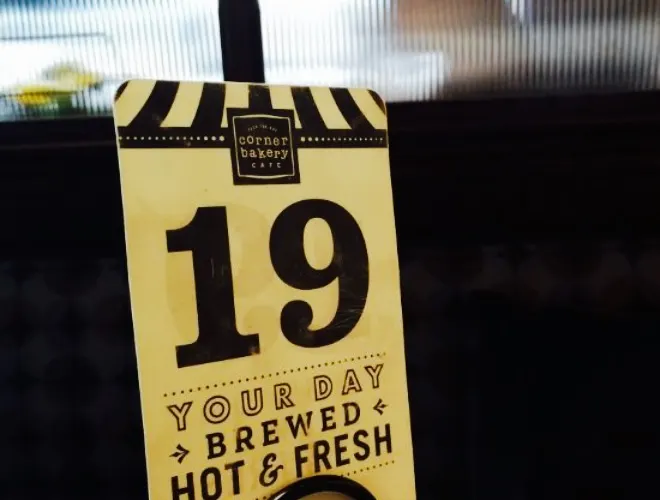 corner
bakery
CAFE
19
YOUR DAY
BREWED
HOT & FRESH